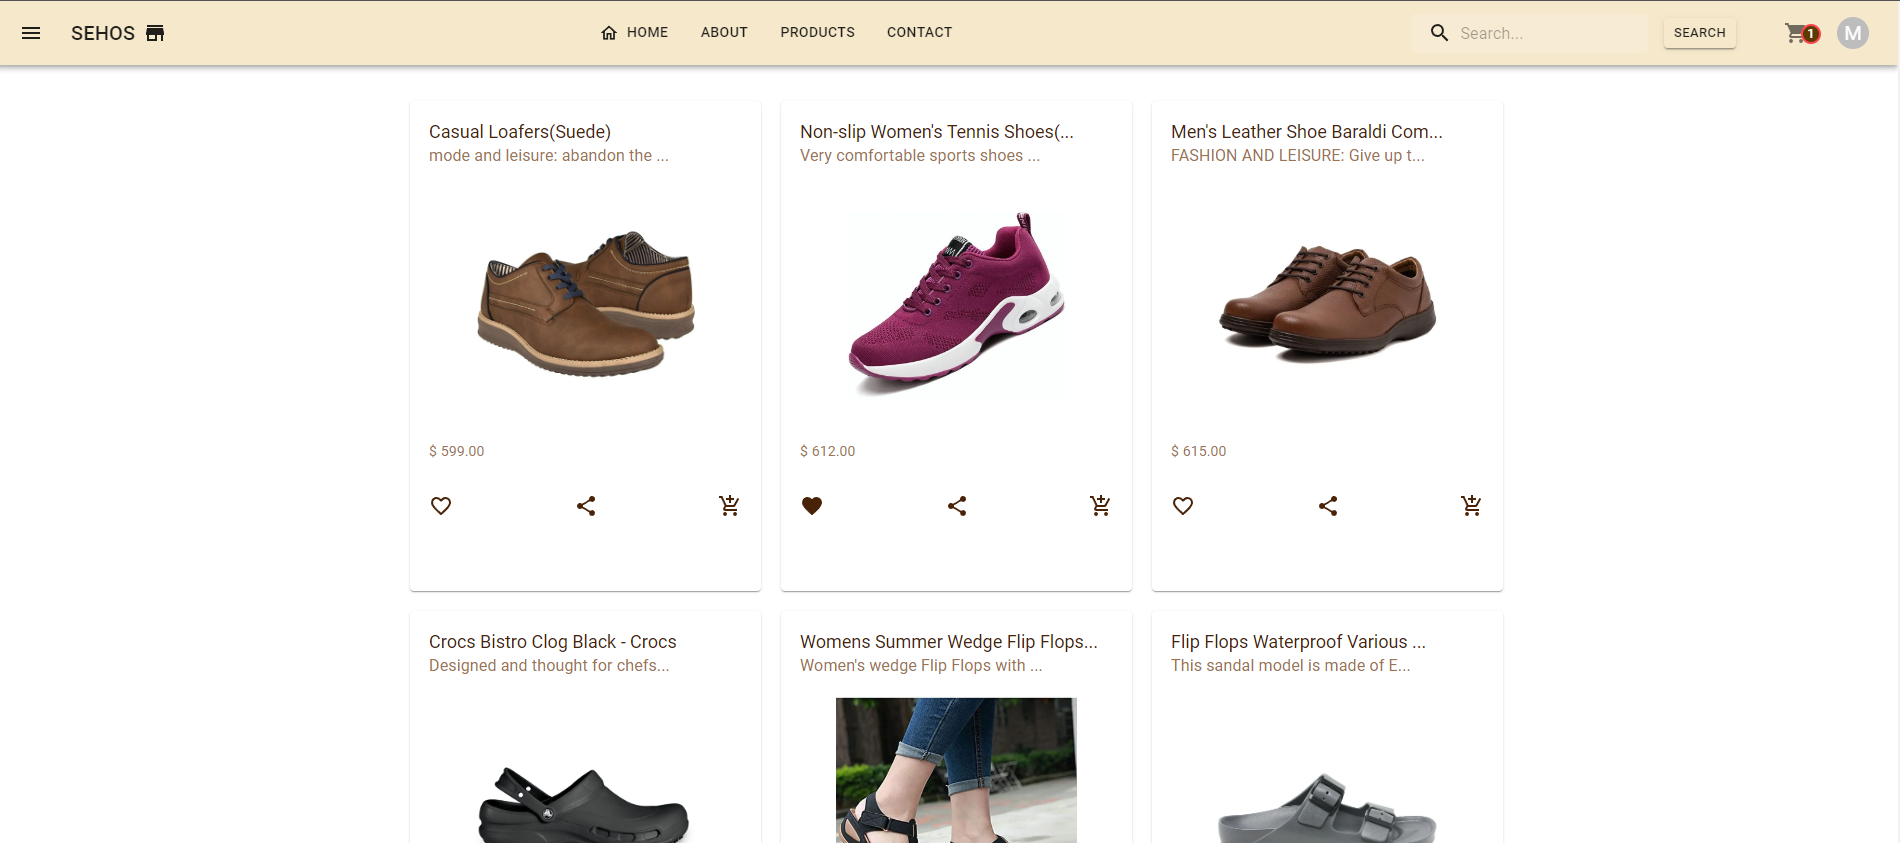 SEHOS HOME ABOUT PRODUCTS CONTACT Search... SEARCH 1 M
Casual Loafers(Suede)
mode and leisure: abandon the ...
$ 599.00
Non-slip Women's Tennis Shoes(...
Very comfortable sports shoes ...
$ 612.00
Men's Leather Shoe Baraldi Com...
FASHION AND LEISURE: Give up t...
$ 615.00
Crocs Bistro Clog Black - Crocs
Designed and thought for chefs...
Womens Summer Wedge Flip Flops...
Women's wedge Flip Flops with ...
Flip Flops Waterproof Various ...
This sandal model is made of E...